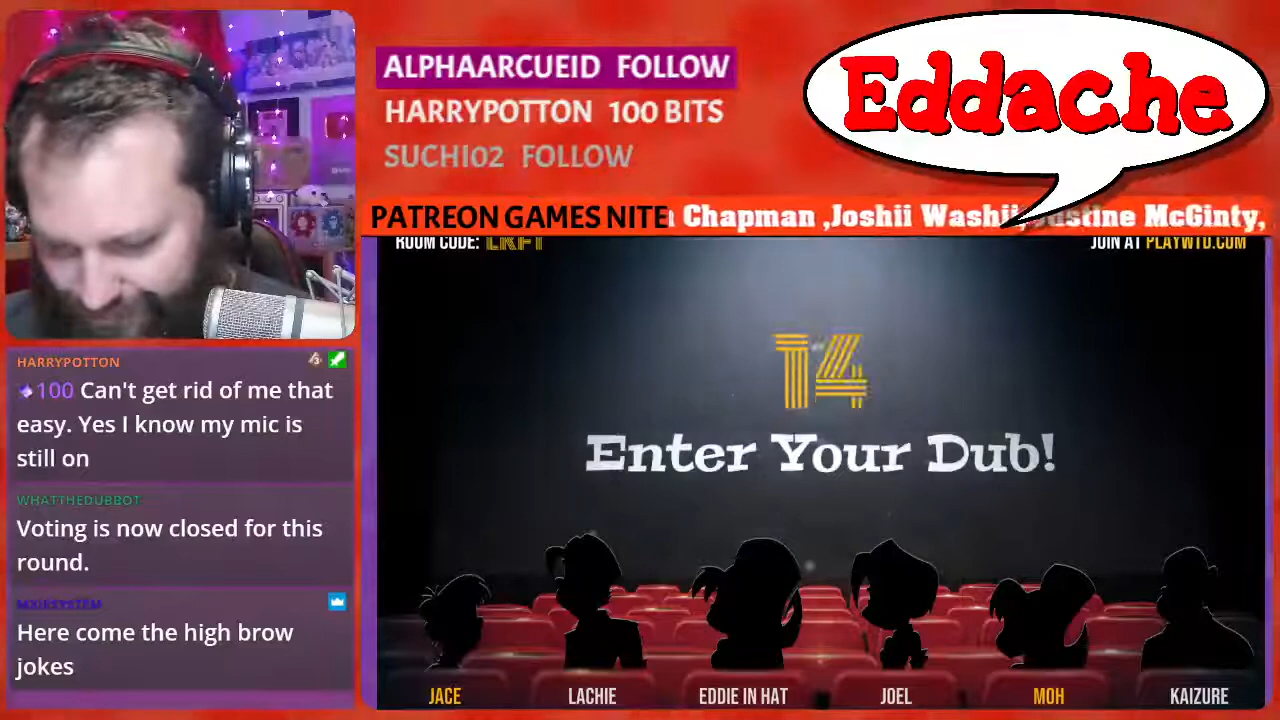 ALPHAARCUEID FOLLOW
HARRYPOTTON 100 BITS
SUCHI02 FOLLOW
Eddache
PATREON GAMES NITE Chapman ,Joshii McGinty,
ROOM CODE:
JOIN AT PLAYWTD.COM
14
Enter Your Dub!
JACE
LACHIE
EDDIE IN HAT
JOEL
MOH
KAIZURE
HARRYPOTTON
100 Can't get rid of me that
easy. Yes I know my mic is
still on
WHATTHEDUBBOT
Voting is now closed for this
round.
MXIESYSTEM
Here come the high brow
jokes